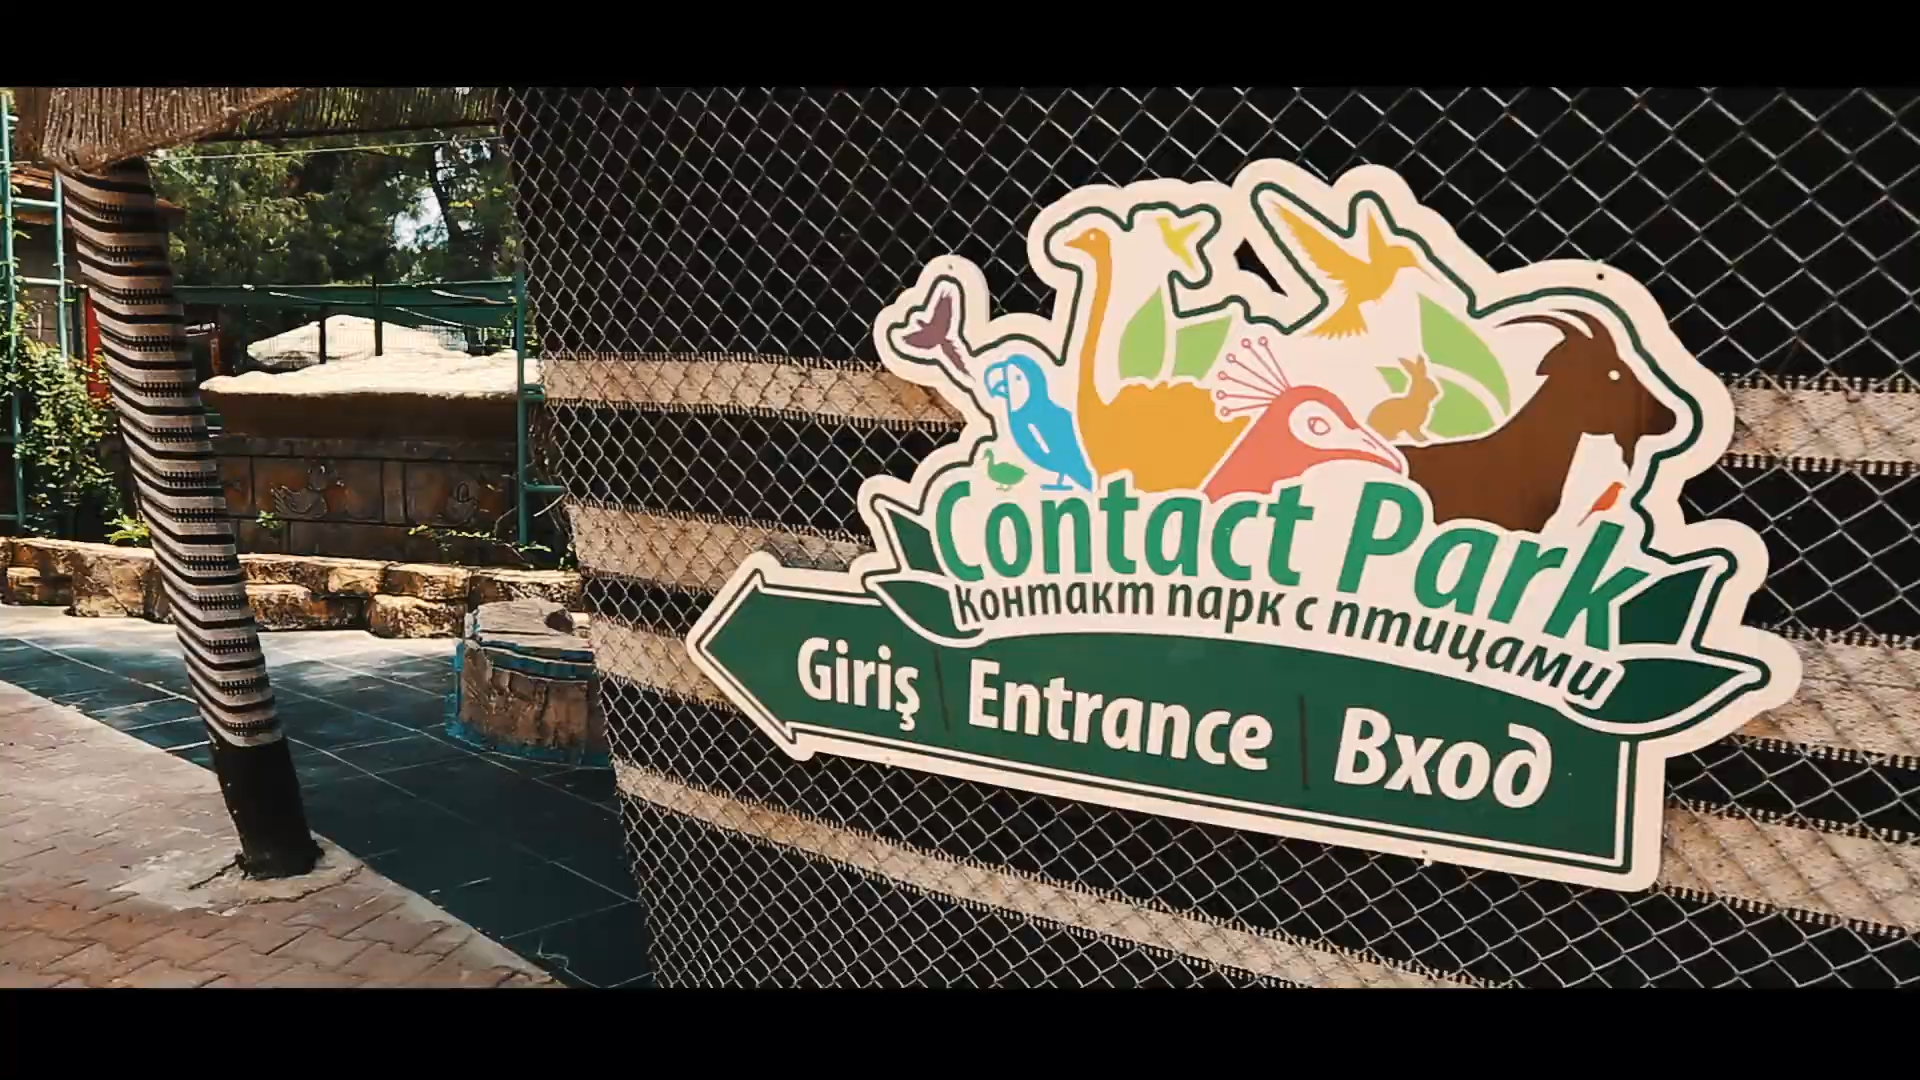 Contact Park
Контакт парк с птицами
Giriş | Entrance | Вход